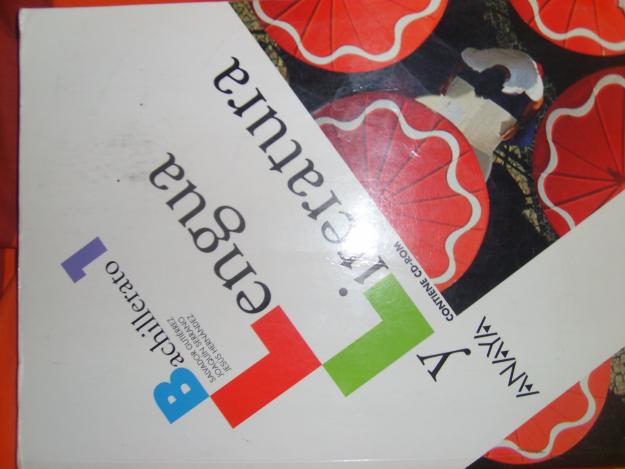 Bachillerato 1
SALVADOR GUTIÉRREZ
JOAQUÍN SERRANO
JESÚS HERNÁNDEZ
Lengua
y Literatura
CONTIENE CD-ROM
ANAYA